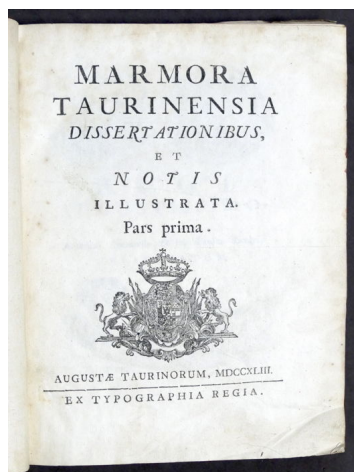 MARMORA
TAURINENSIA
DISSERTATIONIBUS,
ET
NOTIS
ILLUSTRATA.
Pars prima.
AUGUSTÆ TAURINORUM, MDCCXLIII.
EX TYPOGRAPHIA REGIA.